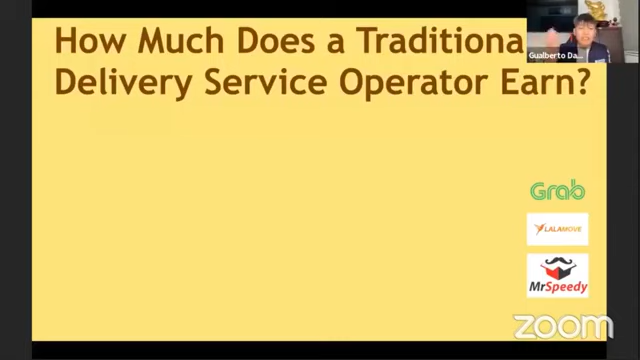 How Much Does a Traditiona
Gualberto Da...
Delivery Service Operator Earn?
Grab
LALAMOVE
MrSpeedy
zoom